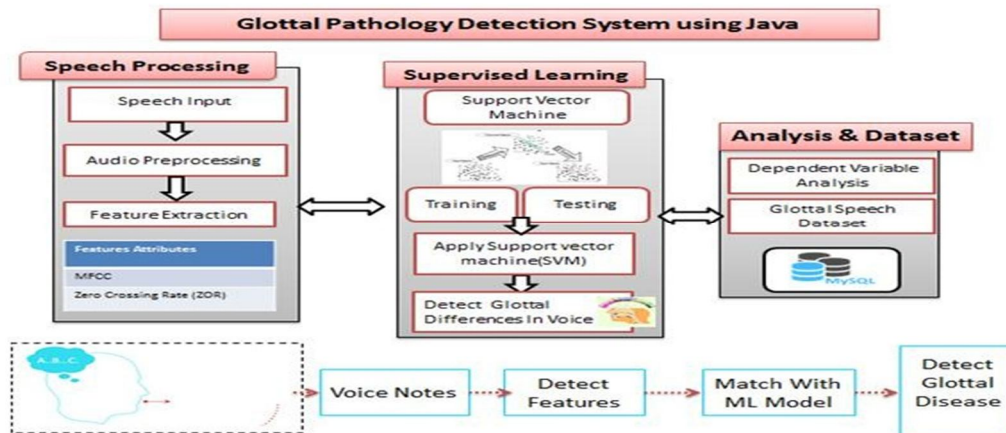 Glottal Pathology Detection System using Java
Speech Processing
Speech Input
Audio Preprocessing
Feature Extraction
Features Attributes
MFCC
Zero Crossing Rate (ZOR)
Supervised Learning
Support Vector
Machine
Training
Testing
Apply Support vector
machine(SVM)
Detect Glottal
Differences In Voice
Analysis & Dataset
Dependent Variable
Analysis
Glottal Speech
Dataset
MySQL
A..B...C..
Voice Notes
Detect
Features
Match With
ML Model
Detect
Glottal
Disease